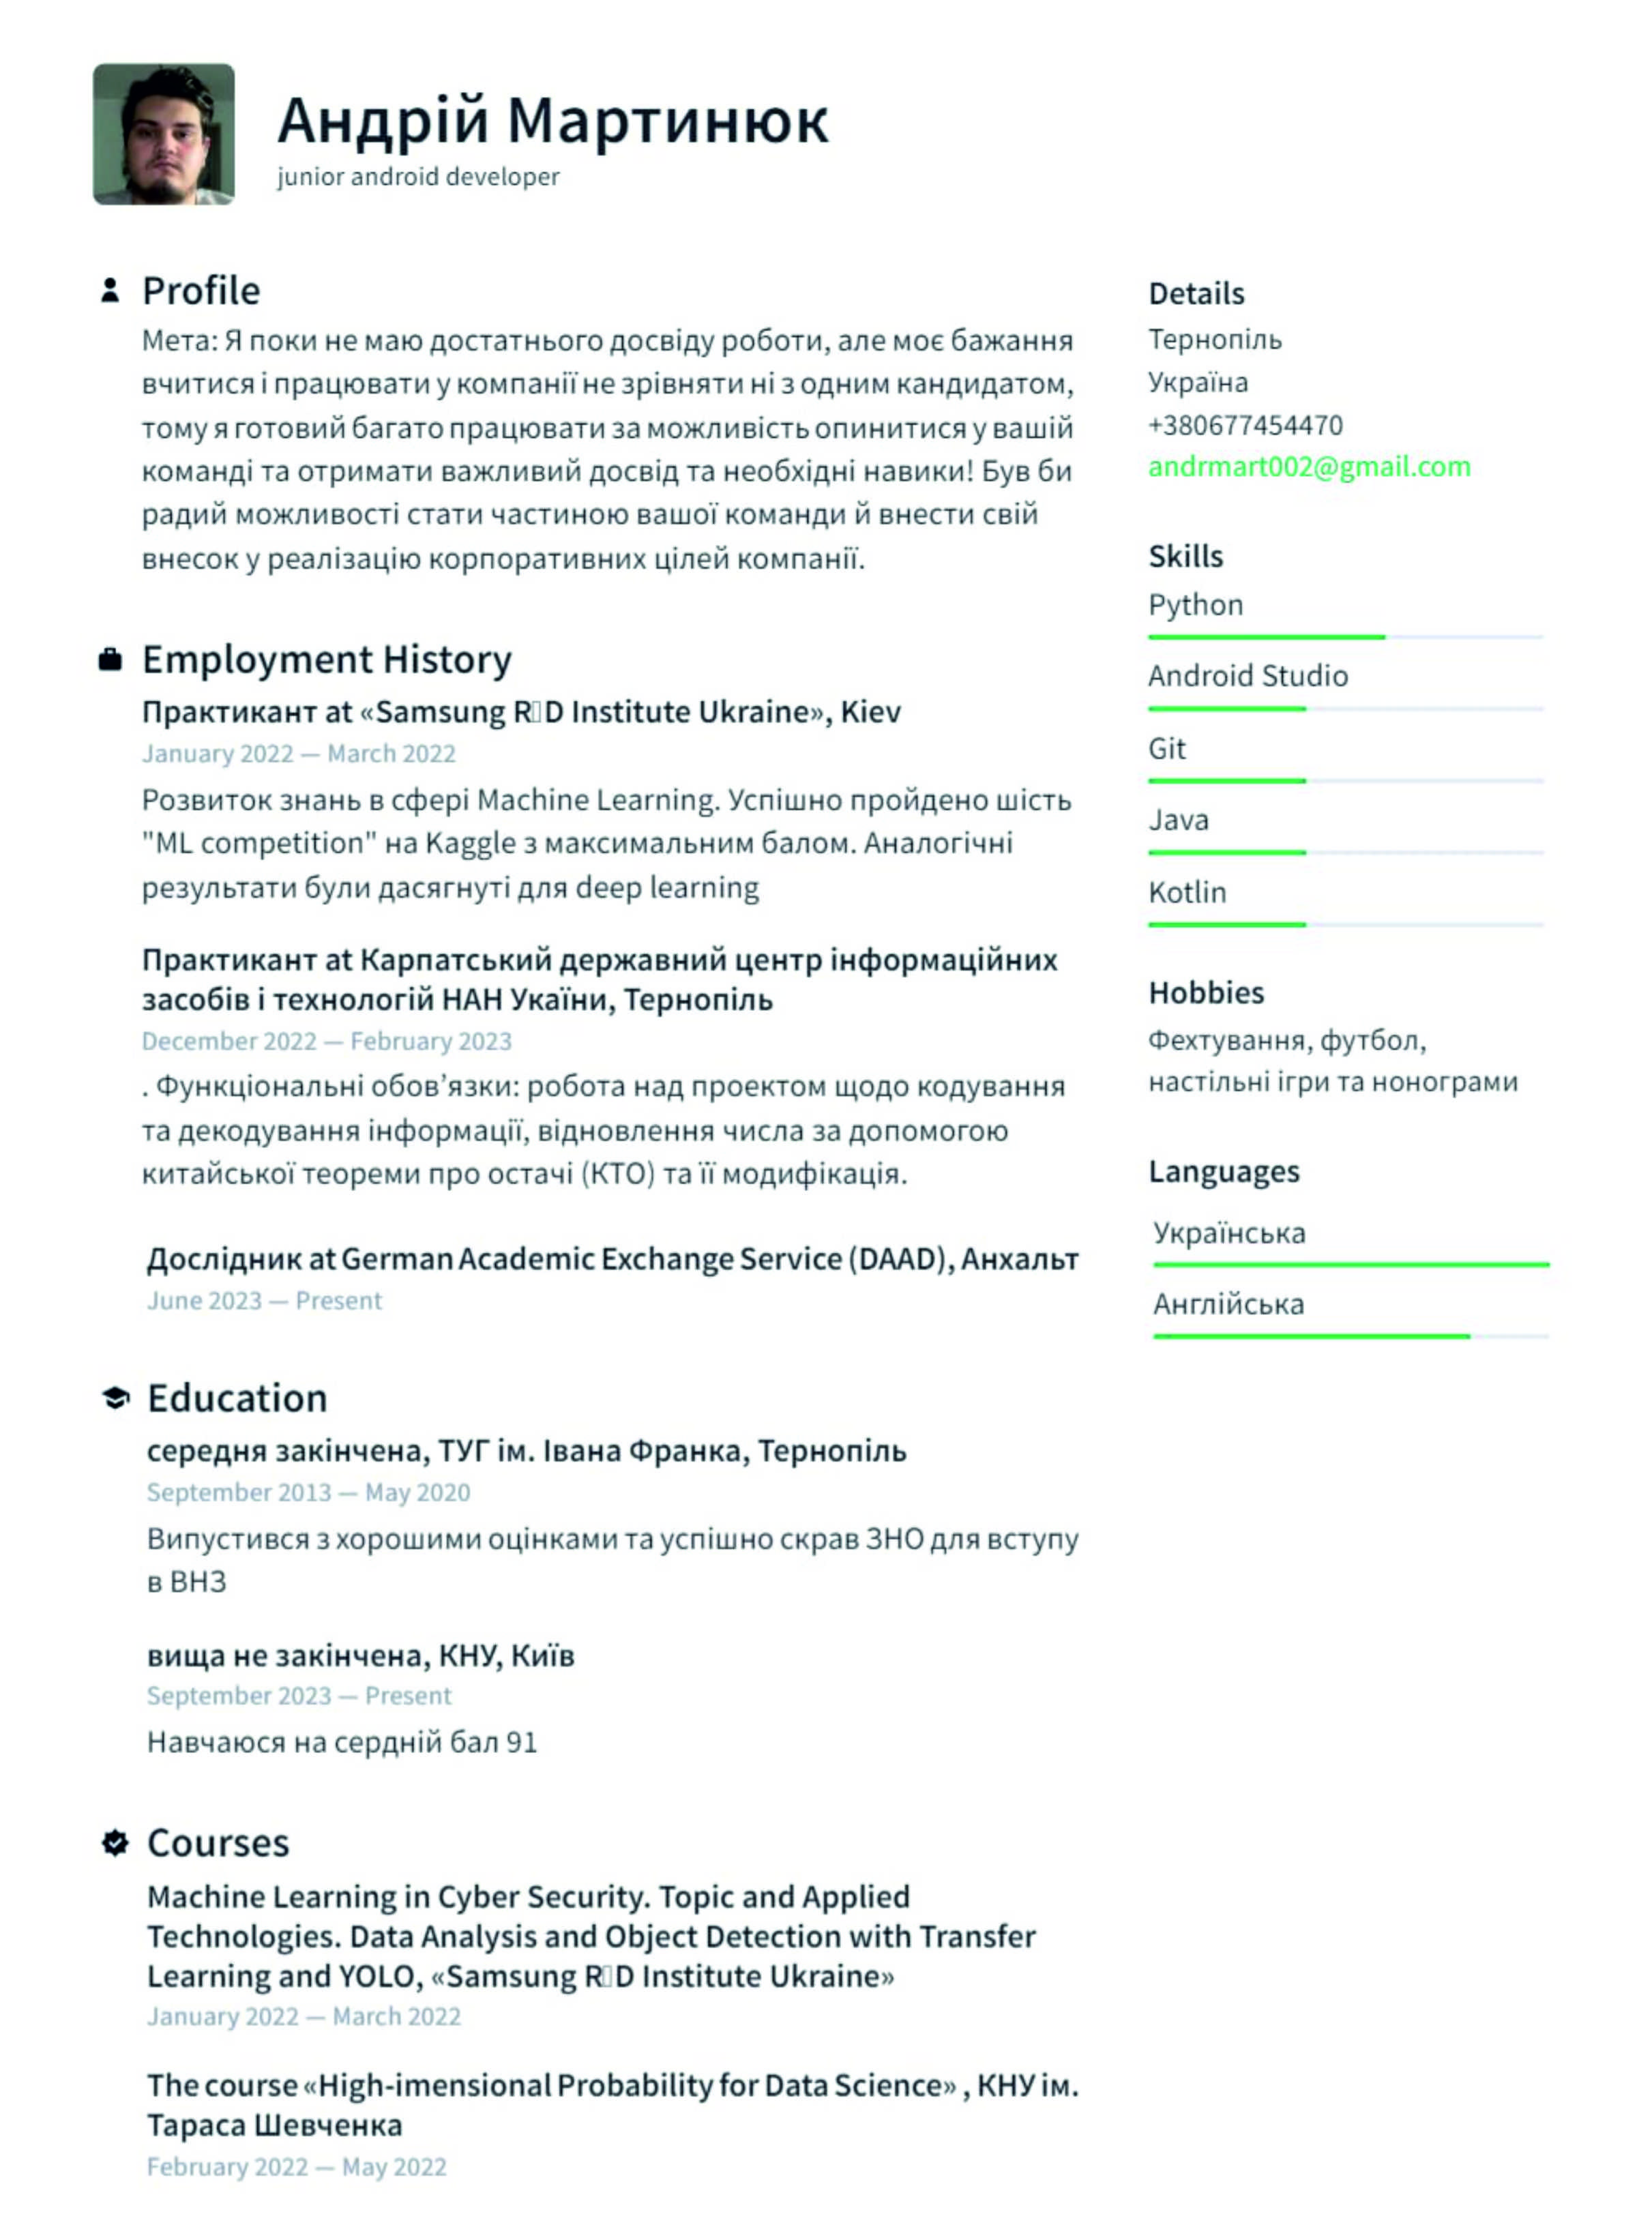 Андрій Мартинюк
junior android developer
Profile
Мета: Я поки не маю достатнього досвіду роботи, але моє бажання
вчитися і працювати у компанії не зрівняти ні з одним кандидатом,
тому я готовий багато працювати за можливість опинитися у вашій
команді та отримати важливий досвід та необхідні навики! Був би
радий можливості стати частиною вашої команди й внести свій
внесок у реалізацію корпоративних цілей компанії.
Employment History
Практикант at «Samsung R▯D Institute Ukraine», Kiev
January 2022 — March 2022
Розвиток знань в сфері Machine Learning. Успішно пройдено шість
"ML competition" на Kaggle з максимальним балом. Аналогічні
результати були дасягнуті для deep learning
Практикант at Карпатський державний центр інформаційних
засобів і технологій НАН Укаїни, Тернопіль
December 2022 — February 2023
. Функціональні обов’язки: робота над проектом щодо кодування
та декодування інформації, відновлення числа за допомогою
китайської теореми про остачі (КТО) та її модифікація.
Дослідник at German Academic Exchange Service (DAAD), Анхальт
June 2023 — Present
Education
середня закінчена, ТУГ ім. Івана Франка, Тернопіль
September 2013 — May 2020
Випустився з хорошими оцінками та успішно скрав ЗНО для вступу
в ВНЗ
вища не закінчена, КНУ, Київ
September 2023 — Present
Навчаюся на сердній бал 91
Courses
Machine Learning in Cyber Security. Topic and Applied
Technologies. Data Analysis and Object Detection with Transfer
Learning and YOLO, «Samsung R▯D Institute Ukraine»
January 2022 — March 2022
The course «High-imensional Probability for Data Science» , КНУ ім.
Тараса Шевченка
February 2022 — May 2022
Details
Тернопіль
Україна
+380677454470
andrmart002@gmail.com
Skills
Python
Android Studio
Git
Java
Kotlin
Hobbies
Фехтування, футбол,
настільні ігри та нонограми
Languages
Українська
Англійська